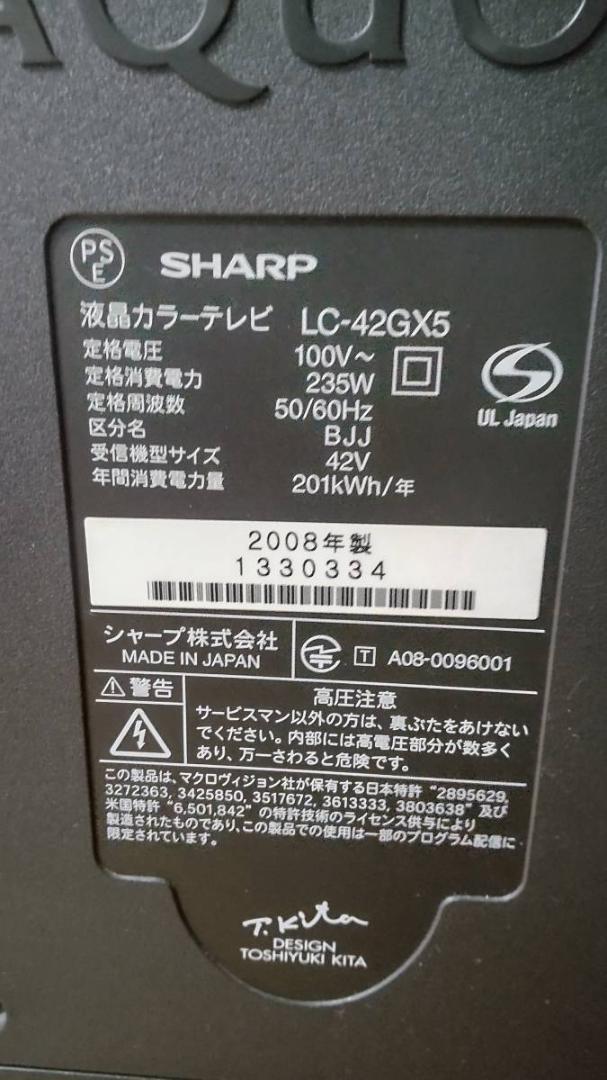 AQUO
PS
E
SHARP
液晶カラーテレビ LC-42GX5
定格電圧 100V～
定格消費電力 235W
定格周波数 50/60Hz
区分名 BJJ
受信機型サイズ 42V
年間消費電力量 201kWh/年
S
UL Japan
2008年製
1330334
シャープ株式会社
MADE IN JAPAN
T A08-0096001
警告
高圧注意
サービスマン以外の方は、裏ぶたをあけない
でください。内部には高電圧部分が数多く
あり、万一さわると危険です。
この製品は、マクロヴィジョン社が保有する日本特許 "2895629,
3272363, 3425850, 3517672, 3613333, 3803638" 及び
米国特許 "6,501,842" の特許技術のライセンス供与により
製造されたものであり、この製品での使用は一部のプログラム配信に
限定されています。
T. Kita
DESIGN
TOSHIYUKI KITA